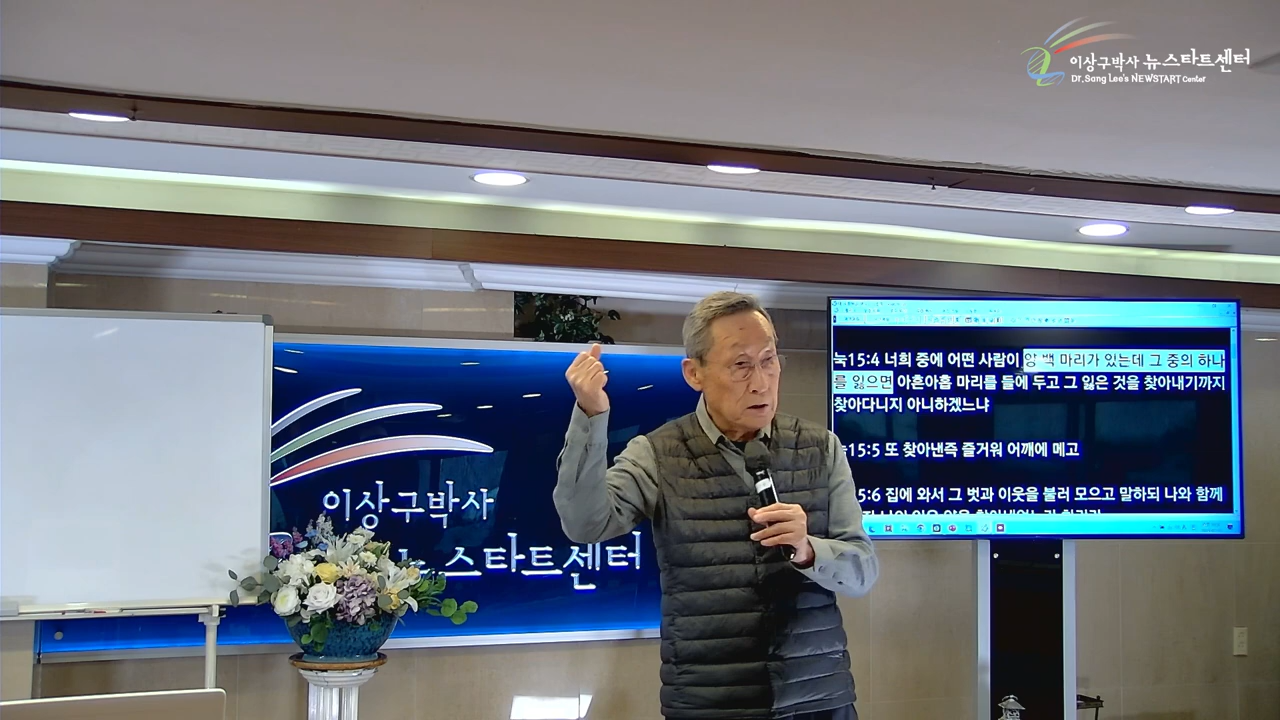 이상구박사 뉴스타트센터
Dr. Sang Lee's NEWSTART Center
눅15:4 너희 중에 어떤 사람이 양 백 마리가 있는데 그 중의 하나
를 잃으면 아흔아홉 마리를 들에 두고 그 잃은 것을 찾아내기까지
찾아다니지 아니하겠느냐
15:5 또 찾아낸즉 즐거워 어깨에 메고
5:6 집에 와서 그 벗과 이웃을 불러 모으고 말하되 나와 함께
이상구박사
뉴스타트센터